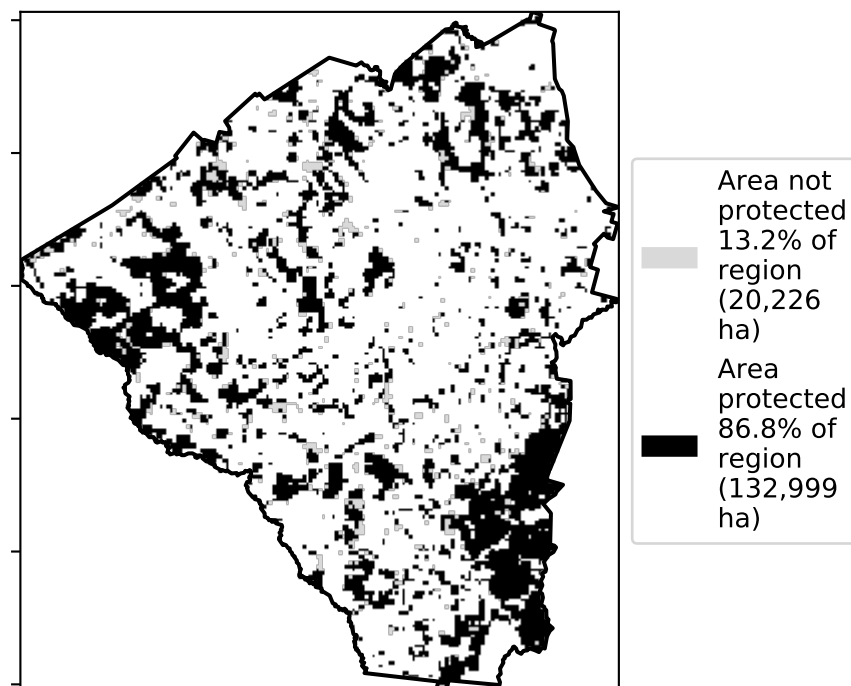 Area not
protected
13.2% of
region
(20,226
ha)
Area
protected
86.8% of
region
(132,999
ha)